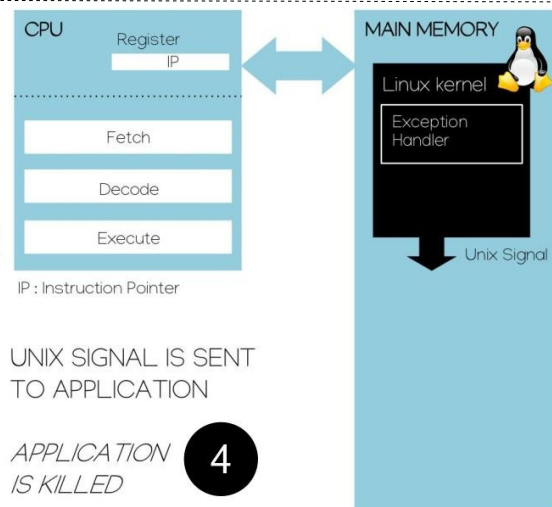 CPU
Register
IP
Fetch
Decode
Execute
IP : Instruction Pointer
MAIN MEMORY
Linux kernel
Exception
Handler
Unix Signal
UNIX SIGNAL IS SENT
TO APPLICATION
APPLICATION
IS KILLED
4